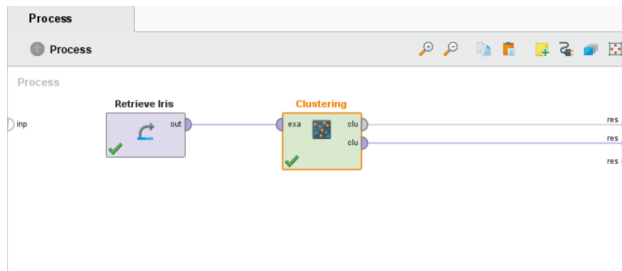 Process
Process
Process
Retrieve Iris
Clustering
inp
out
exa
clu
clu
res
res
res